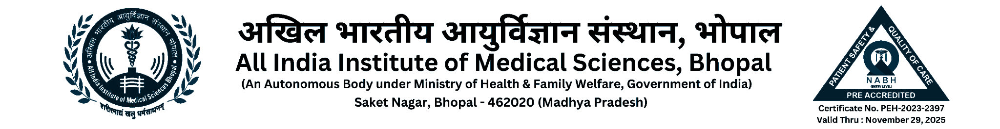 अखिल भारतीय आयुर्विज्ञान संस्थान भोपाल
All India Institute of Medical Sciences Bhopal
शरीरमाद्यं खलु धर्मसाधनम्
अखिल भारतीय आयुर्विज्ञान संस्थान, भोपाल
All India Institute of Medical Sciences, Bhopal
(An Autonomous Body under Ministry of Health & Family Welfare, Government of India)
Saket Nagar, Bhopal - 462020 (Madhya Pradesh)
PATIENT SAFETY &
QUALITY OF CARE
NABH
(ENTRY LEVEL)
PRE ACCREDITED
Certificate No. PEH-2023-2397
Valid Thru : November 29, 2025